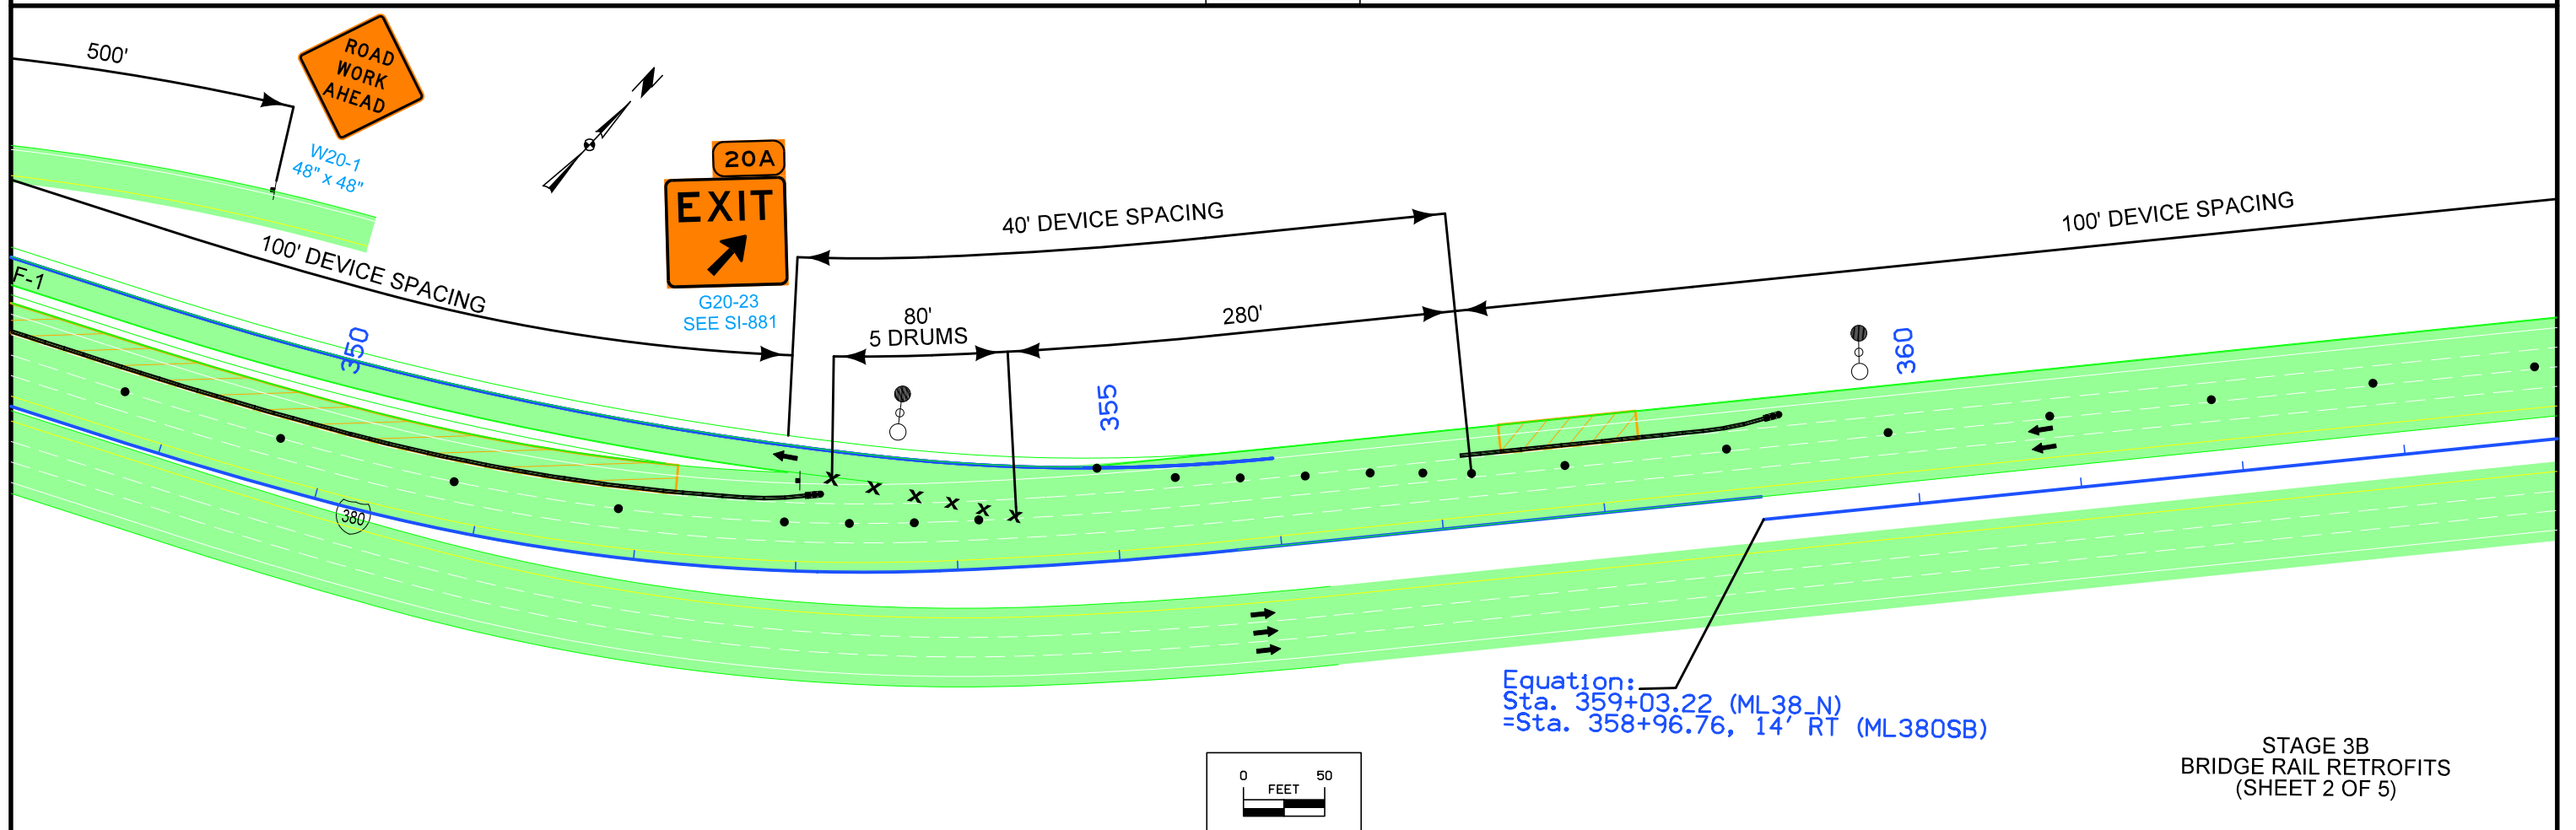 500'
ROAD
WORK
AHEAD
W20-1
48" x 48"
20A
EXIT
G20-23
SEE SI-881
40' DEVICE SPACING
100' DEVICE SPACING
100' DEVICE SPACING
F-1
350
80'
5 DRUMS
280'
355
360
380
Equation:
Sta. 359+03.22 (ML38_N)
=Sta. 358+96.76, 14' RT (ML380SB)
0 50
FEET
STAGE 3B
BRIDGE RAIL RETROFITS
(SHEET 2 OF 5)